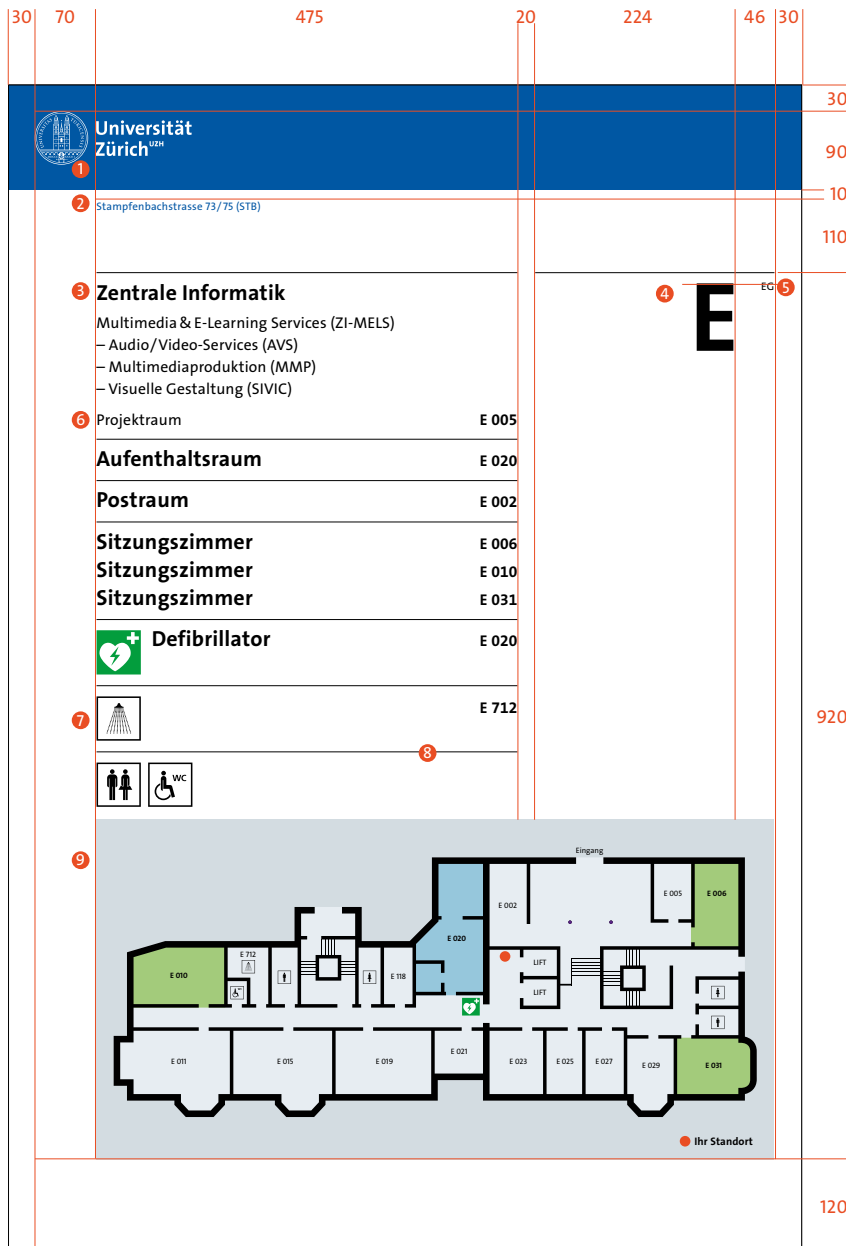 30 70 475 20 224 46 30
30
Universität
Zürich UZH
90
1
10
2 Stampfenbachstrasse 73/75 (STB)
110
3 Zentrale Informatik
4 E EG 5
Multimedia & E-Learning Services (ZI-MELS)
– Audio/Video-Services (AVS)
– Multimediaproduktion (MMP)
– Visuelle Gestaltung (SIVIC)
6 Projektraum E 005
Aufenthaltsraum E 020
Postraum E 002
Sitzungszimmer E 006
Sitzungszimmer E 010
Sitzungszimmer E 031
Defibrillator E 020
7 E 712
920
8
WC
9
Eingang
E 002 E 005 E 006
E 020
E 712
E 010 E 118 LIFT
LIFT
E 011 E 015 E 019 E 021 E 023 E 025 E 027 E 029 E 031
Ihr Standort
120